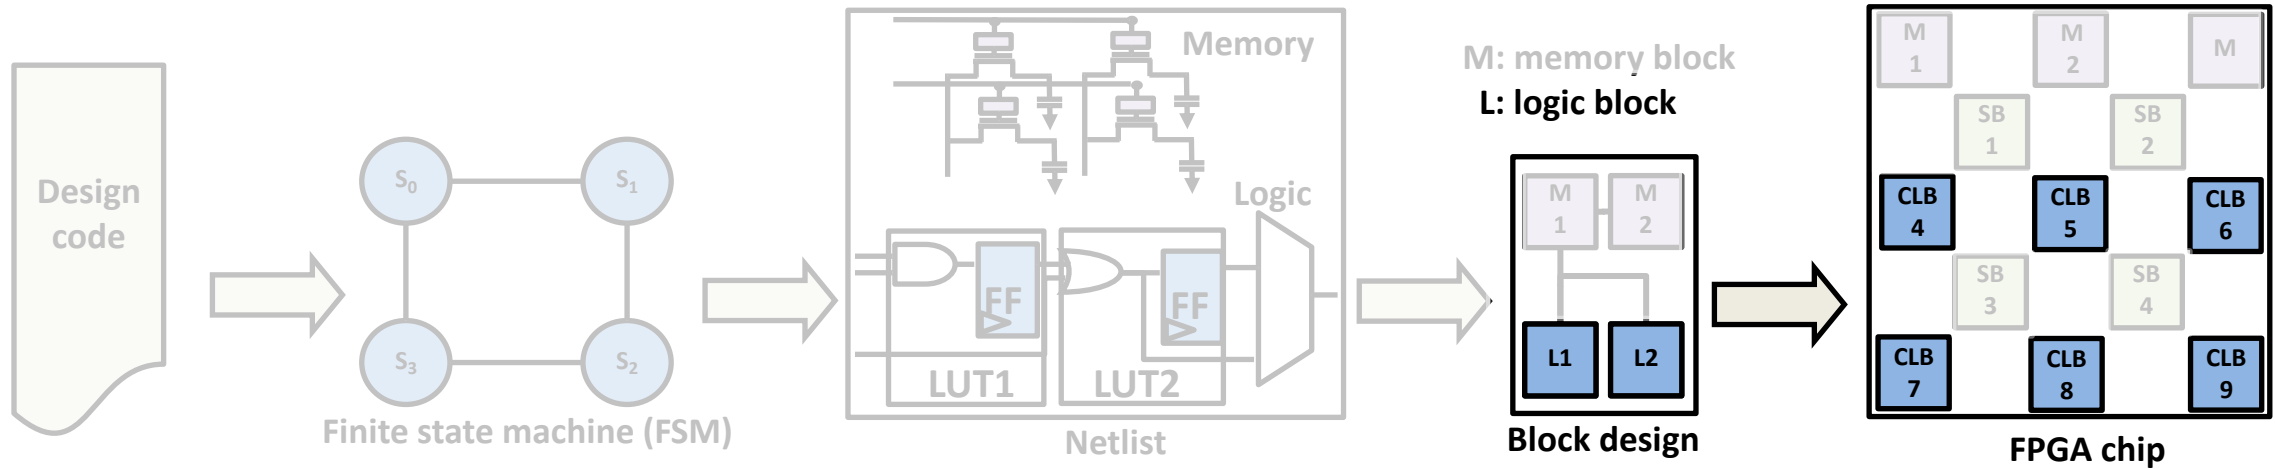 Design
code
S0
S1
S3
S2
Finite state machine (FSM)
Memory
Logic
FF
FF
LUT1
LUT2
Netlist
M: memory block
L: logic block
M
1
M
2
L1
L2
Block design
M
1
M
2
M
SB
1
SB
2
CLB
4
CLB
5
CLB
6
SB
3
SB
4
CLB
7
CLB
8
CLB
9
FPGA chip